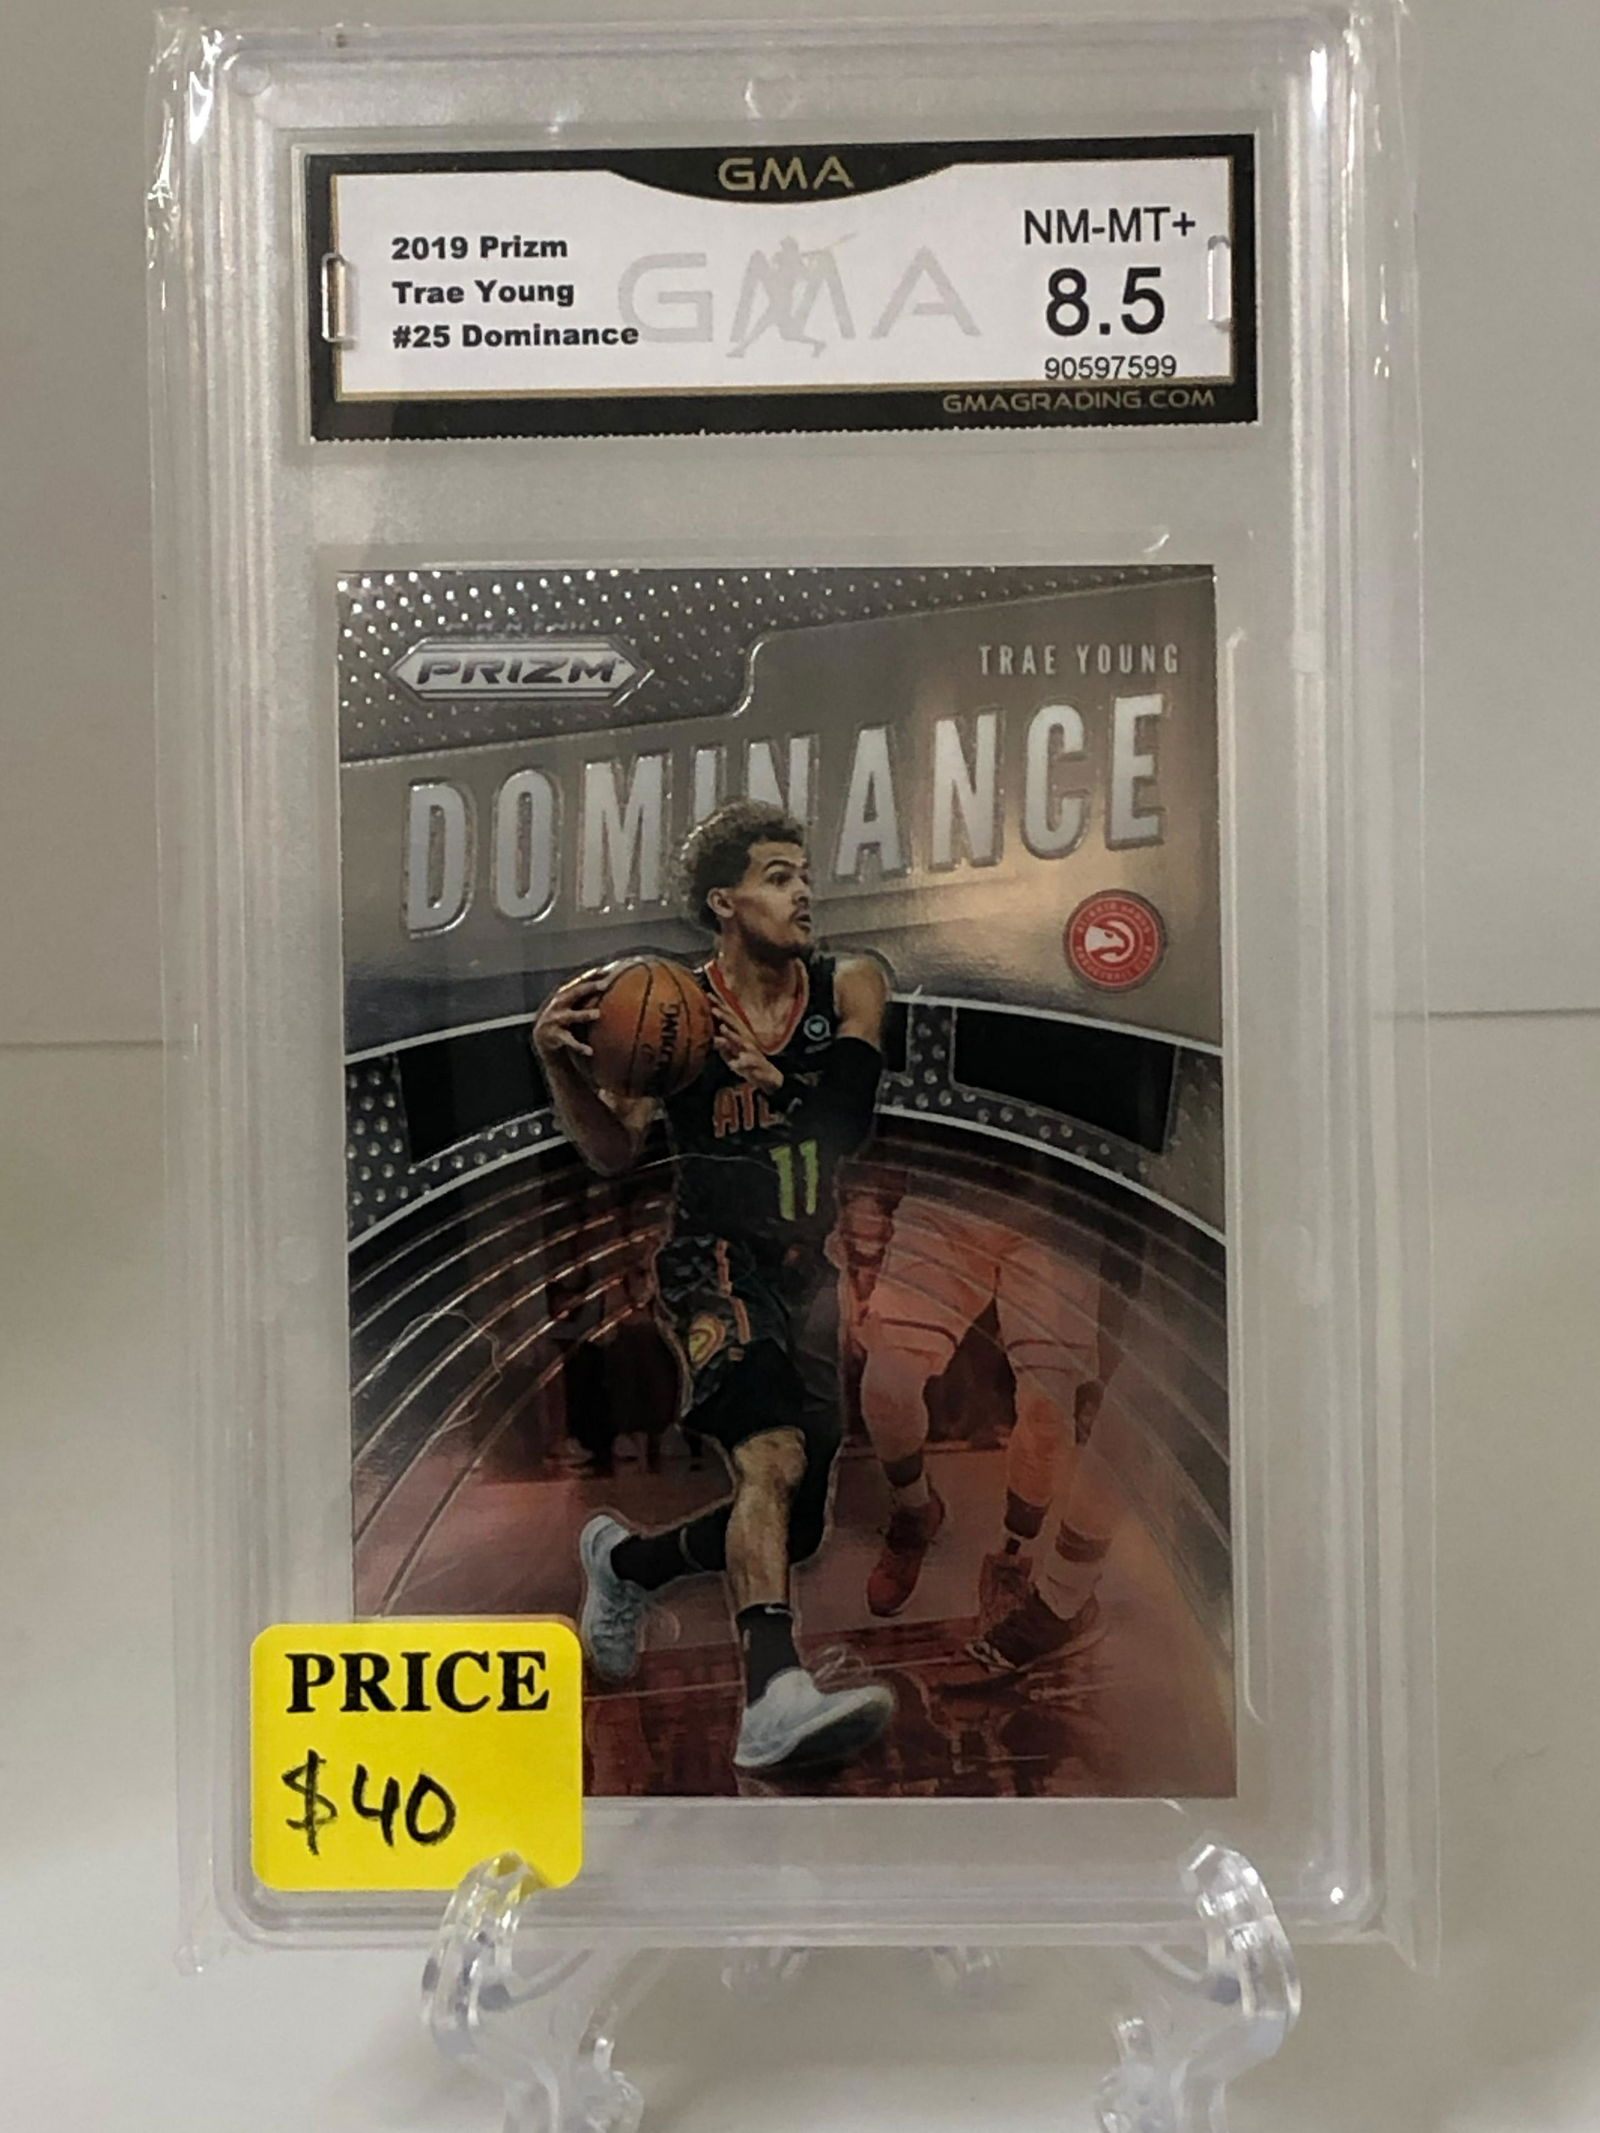 GMA
2019 Prizm
Trae Young
#25 Dominance
GMA
NM-MT+
8.5
90597599
GMAGRADING.COM
PRIZM
TRAE YOUNG
DOMINANCE
SPALDING
ATL
11
PRICE
$40